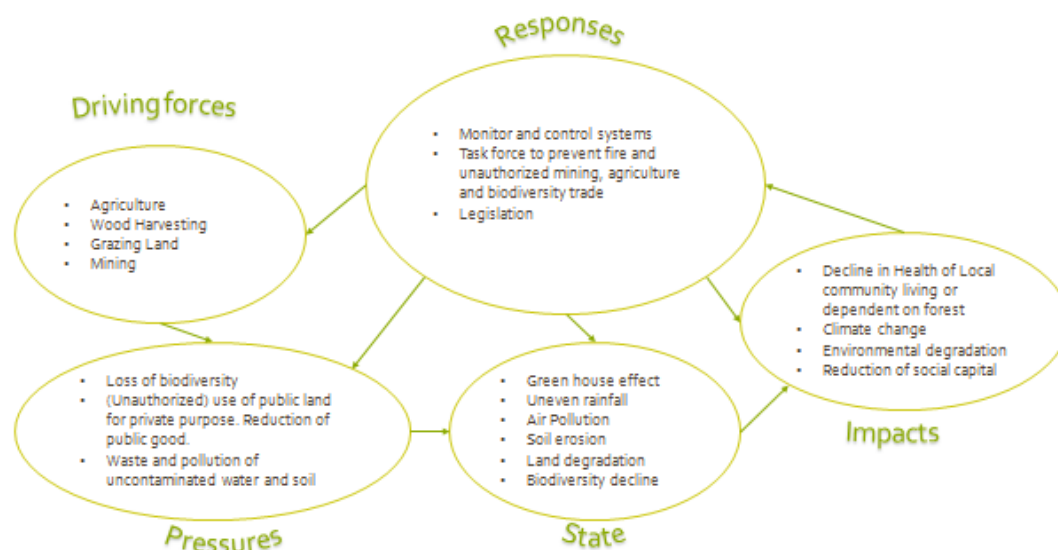 Responses
▪ Monitor and control systems
▪ Task force to prevent fire and
unauthorized mining, agriculture
and biodiversity trade
▪ Legislation
Driving forces
▪ Agriculture
▪ Wood Harvesting
▪ Grazing Land
▪ Mining
▪ Decline in Health of Local
community living or
dependent on forest
▪ Climate change
▪ Environmental degradation
▪ Reduction of social capital
Impacts
▪ Loss of biodiversity
▪ (Unauthorized) use of public land
for private purpose. Reduction of
public good.
▪ Waste and pollution of
uncontaminated water and soil
Pressures
▪ Green house effect
▪ Uneven rainfall
▪ Air Pollution
▪ Soil erosion
▪ Land degradation
▪ Biodiversity decline
State